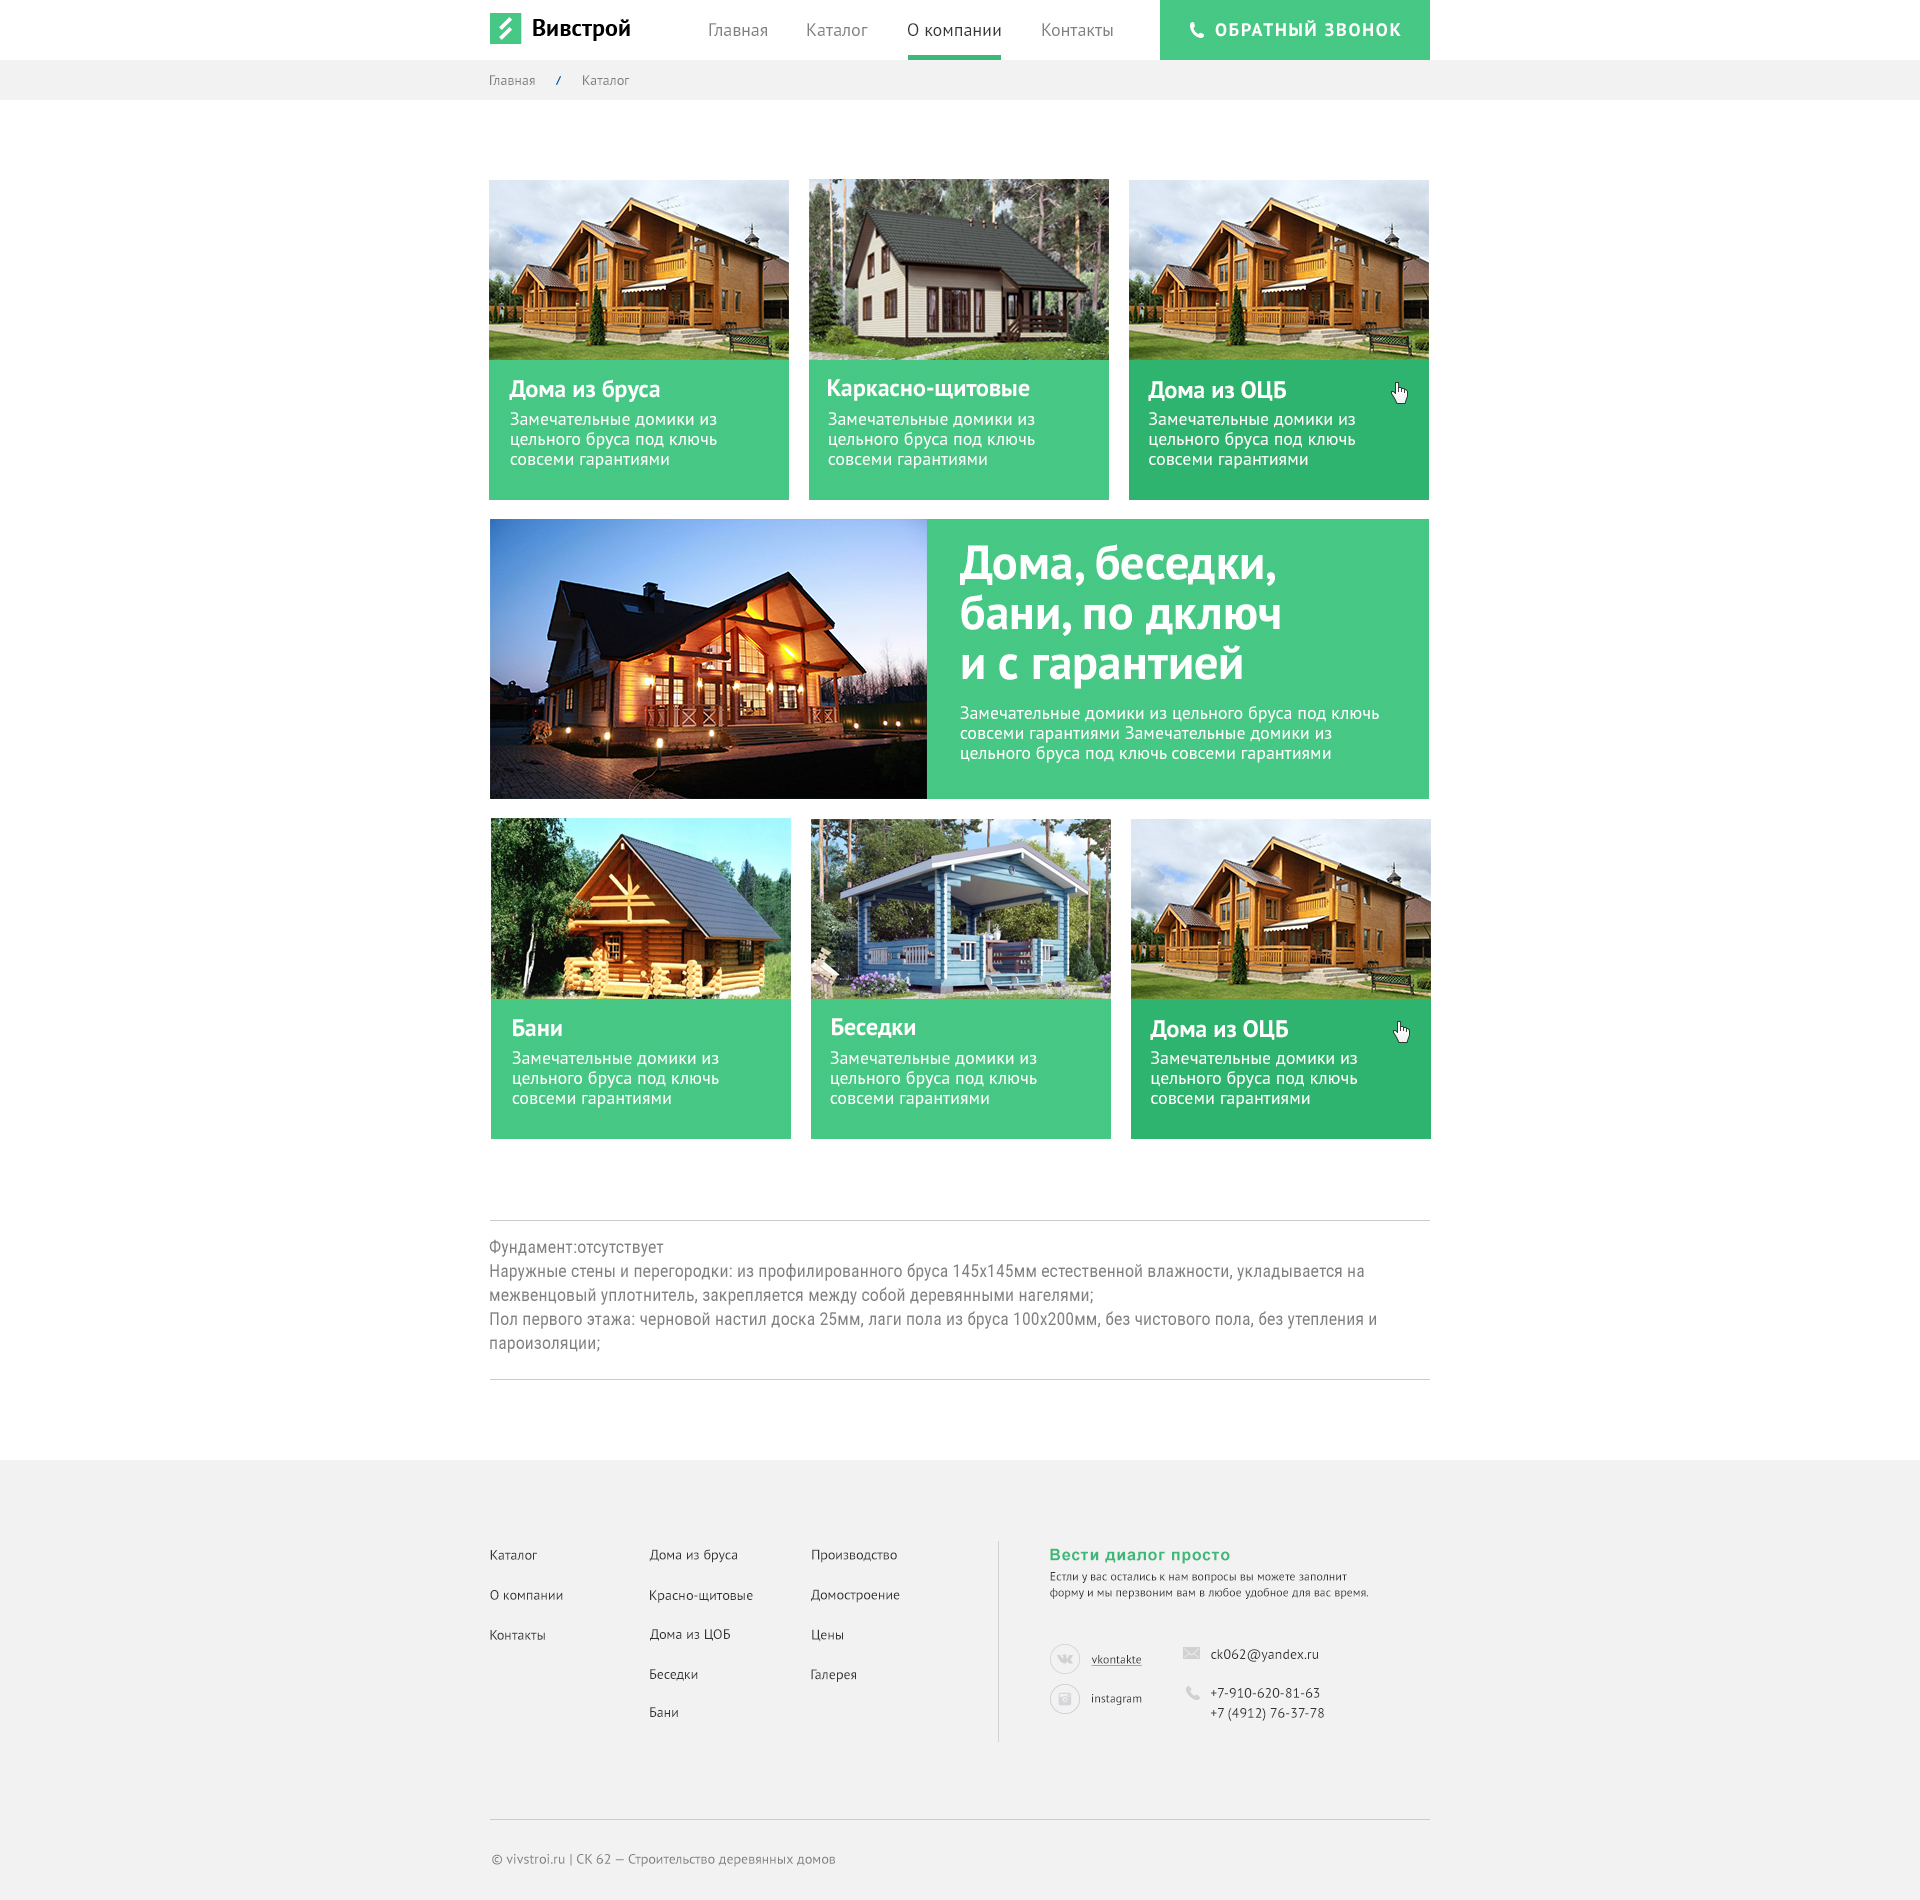 Вивстрой
Главная
Каталог
О компании
Контакты
ОБРАТНЫЙ ЗВОНОК
Главная / Каталог
Дома из бруса
Замечательные домики из
цельного бруса под ключь
совсеми гарантиями
Каркасно-щитовые
Замечательные домики из
цельного бруса под ключь
совсеми гарантиями
Дома из ОЦБ
Замечательные домики из
цельного бруса под ключь
совсеми гарантиями
Дома, беседки,
бани, по дключ
и с гарантией
Замечательные домики из цельного бруса под ключь
совсеми гарантиями Замечательные домики из
цельного бруса под ключь совсеми гарантиями
Бани
Замечательные домики из
цельного бруса под ключь
совсеми гарантиями
Беседки
Замечательные домики из
цельного бруса под ключь
совсеми гарантиями
Дома из ОЦБ
Замечательные домики из
цельного бруса под ключь
совсеми гарантиями
Фундамент:отсутствует
Наружные стены и перегородки: из профилированного бруса 145х145мм естественной влажности, укладывается на
межвенцовый уплотнитель, закрепляется между собой деревянными нагелями;
Пол первого этажа: черновой настил доска 25мм, лаги пола из бруса 100х200мм, без чистового пола, без утепления и
пароизоляции;
Каталог
О компании
Контакты
Дома из бруса
Красно-щитовые
Дома из ЦОБ
Беседки
Бани
Производство
Домостроение
Цены
Галерея
Вести диалог просто
Естли у вас остались к нам вопросы вы можете заполнит
форму и мы перзвоним вам в любое удобное для вас время.
vkontakte
instagram
ck062@yandex.ru
+7-910-620-81-63
+7 (4912) 76-37-78
© vivstroi.ru | СК 62 — Строительство деревянных домов